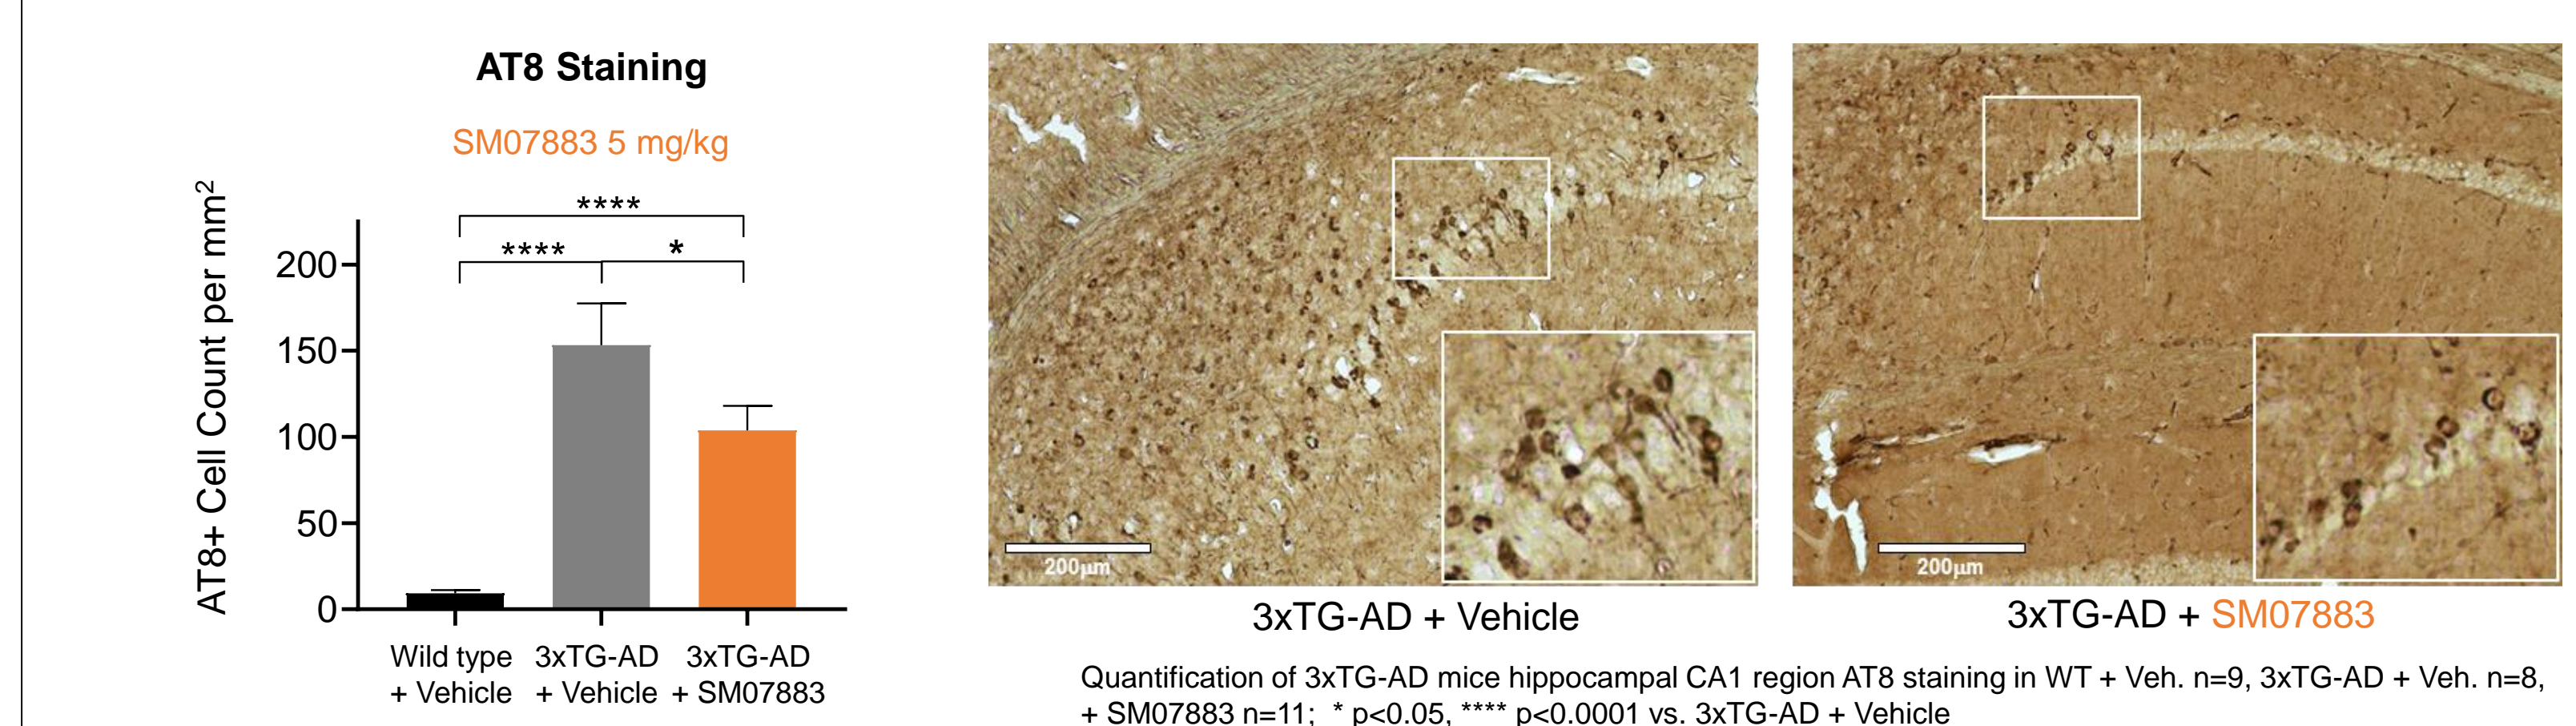 AT8 Staining
SM07883 5 mg/kg
AT8+ Cell Count per mm²
****
****
*
200
150
100
50
0
Wild type + Vehicle
3xTG-AD + Vehicle
3xTG-AD + SM07883
200µm
3xTG-AD + Vehicle
200µm
3xTG-AD + SM07883
Quantification of 3xTG-AD mice hippocampal CA1 region AT8 staining in WT + Veh. n=9, 3xTG-AD + Veh. n=8,
+ SM07883 n=11;  * p<0.05, **** p<0.0001 vs. 3xTG-AD + Vehicle